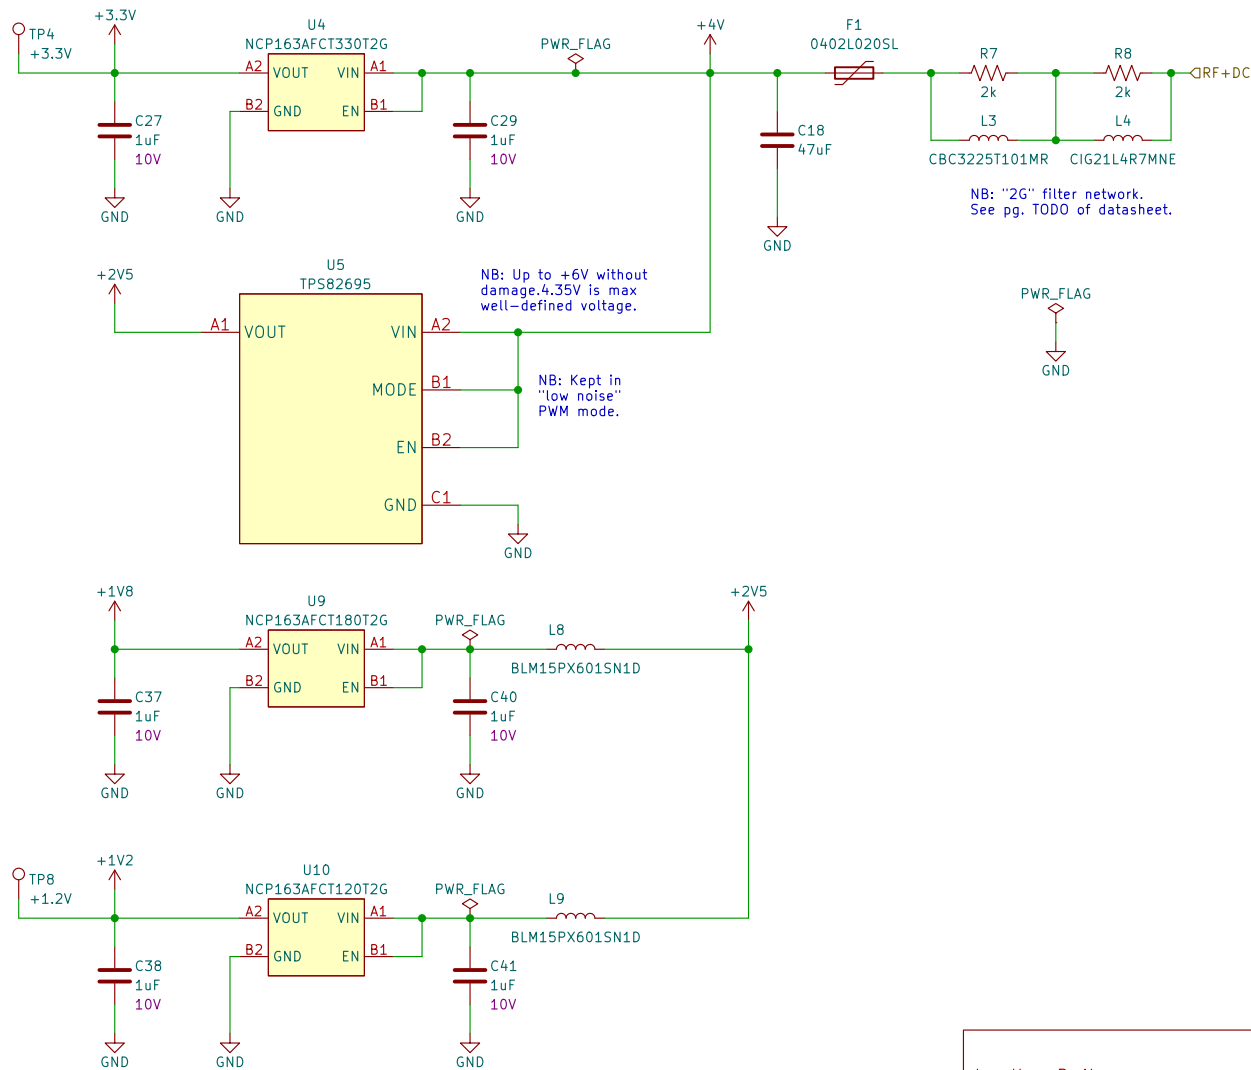 TP4
+3.3V
+3.3V
U4
NCP163AFCT330T2G
A2
VOUT
VIN
A1
B2
GND
EN
B1
C27
1uF
10V
GND
GND
PWR_FLAG
C29
1uF
10V
GND
+4V
C18
47uF
GND
F1
0402L020SL
R7
2k
R8
2k
RF+DC
L3
CBC3225T101MR
L4
CIG21L4R7MNE
NB: "2G" filter network.
See pg. TODO of datasheet.
+2V5
U5
TPS82695
A1
VOUT
VIN
A2
MODE
B1
EN
B2
GND
C1
GND
NB: Up to +6V without
damage.4.35V is max
well-defined voltage.
NB: Kept in
"low noise"
PWM mode.
PWR_FLAG
GND
+1V8
U9
NCP163AFCT180T2G
A2
VOUT
VIN
A1
B2
GND
EN
B1
C37
1uF
10V
GND
GND
PWR_FLAG
C40
1uF
10V
GND
L8
BLM15PX601SN1D
+2V5
TP8
+1.2V
+1V2
U10
NCP163AFCT120T2G
A2
VOUT
VIN
A1
B2
GND
EN
B1
C38
1uF
10V
GND
GND
PWR_FLAG
C41
1uF
10V
GND
L9
BLM15PX601SN1D